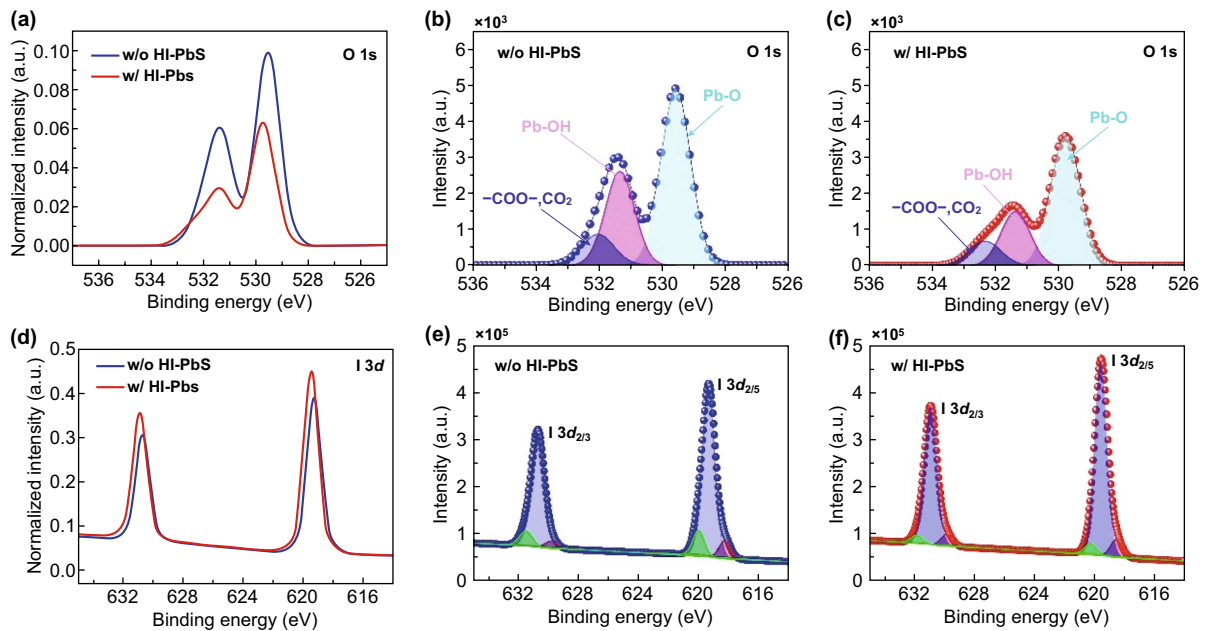 (a)
w/o HI-PbS
w/ HI-Pbs
O 1s
Normalized intensity (a.u.)
0.10
0.08
0.06
0.04
0.02
0.00
536 534 532 530 528 526
Binding energy (eV)
(b)
×10³
w/o HI-PbS
O 1s
Pb-O
Pb-OH
−COO−,CO₂
Intensity (a.u.)
6
5
4
3
2
1
0
536 534 532 530 528 526
Binding energy (eV)
(c)
×10³
w/ HI-PbS
O 1s
Pb-O
Pb-OH
−COO−,CO₂
Intensity (a.u.)
6
5
4
3
2
1
0
536 534 532 530 528 526
Binding energy (eV)
(d)
w/o HI-PbS
w/ HI-Pbs
I 3d
Normalized intensity (a.u.)
0.5
0.4
0.3
0.2
0.1
0.0
632 628 624 620 616
Binding energy (eV)
(e)
×10⁵
w/o HI-PbS
I 3d₂/₅
I 3d₂/₃
Intensity (a.u.)
5
4
3
2
1
0
632 628 624 620 616
Binding energy (eV)
(f)
×10⁵
w/ HI-PbS
I 3d₂/₅
I 3d₂/₃
Intensity (a.u.)
5
4
3
2
1
0
632 628 624 620 616
Binding energy (eV)